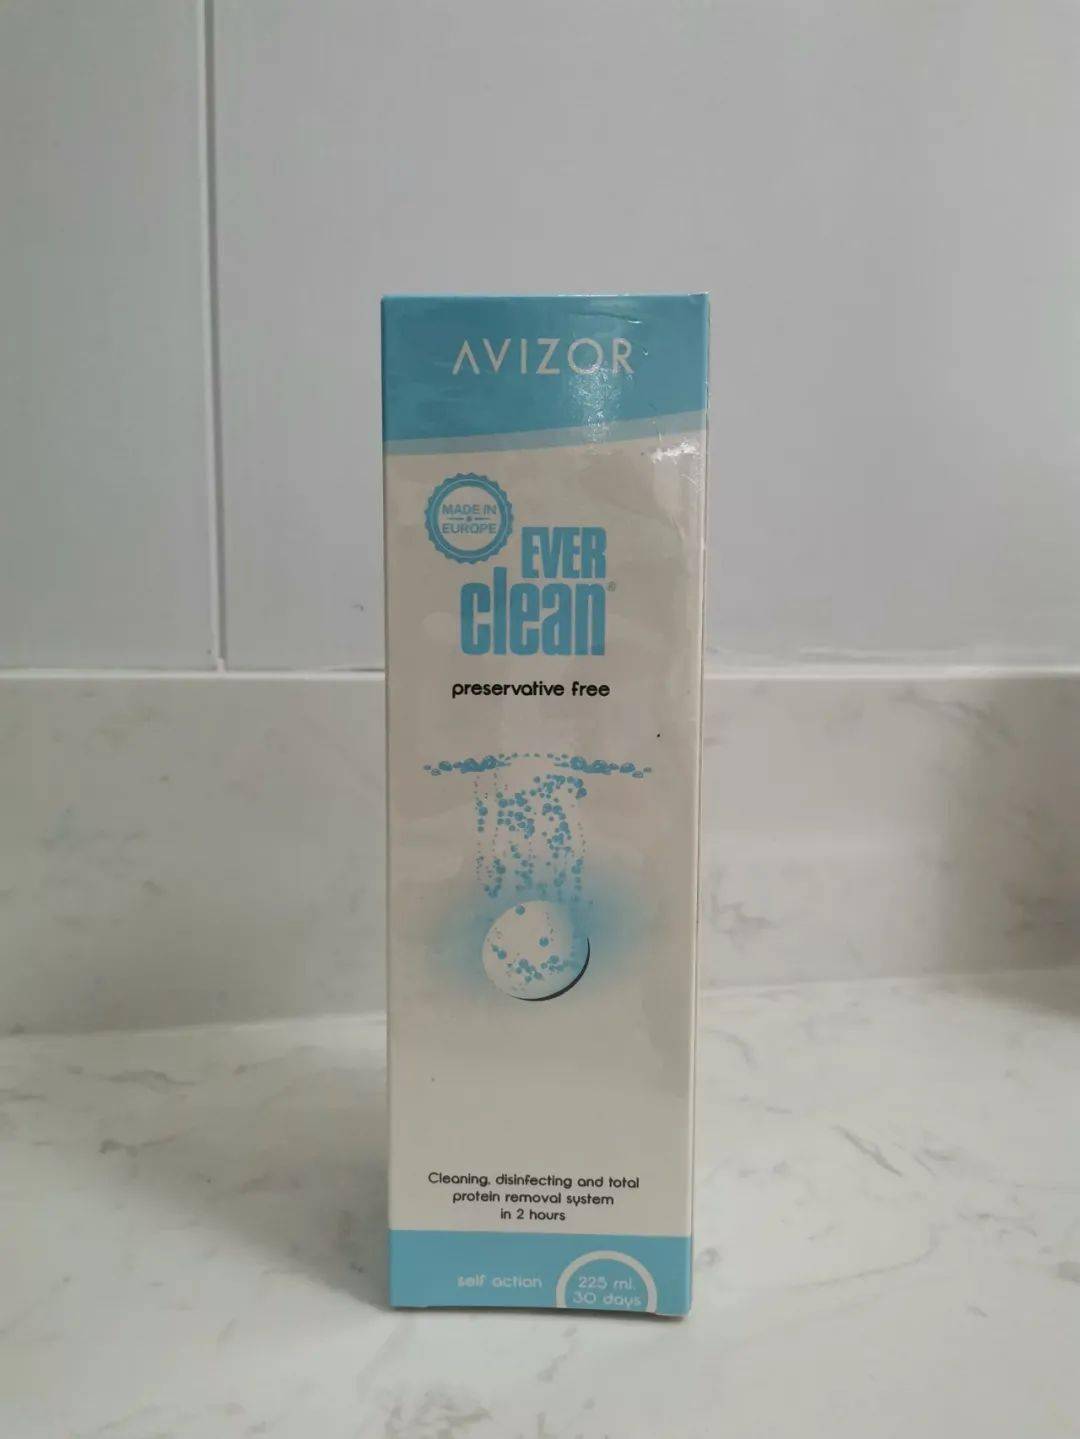 AVIZOR
MADE IN
EUROPE
EVER
clean®
preservative free
Cleaning, disinfecting and total
protein removal system
in 2 hours
self action
225 ml.
30 days